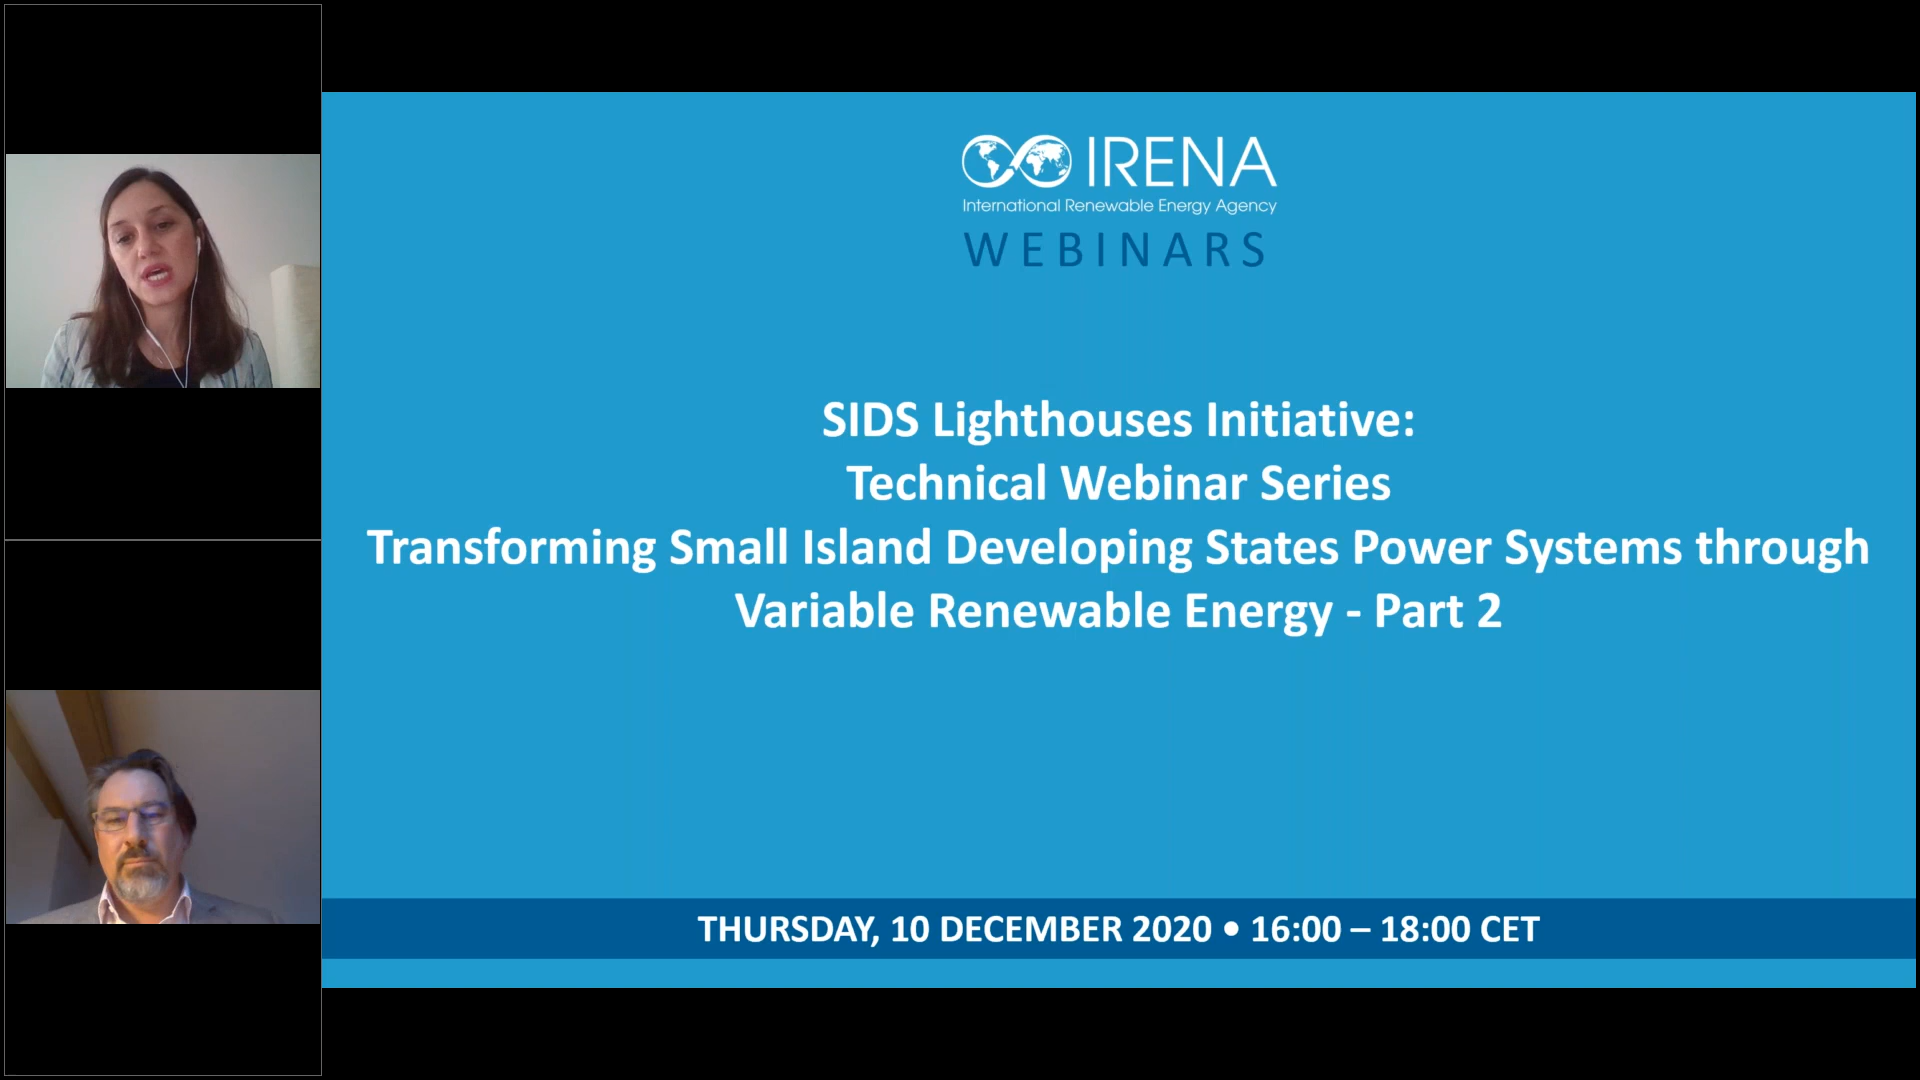 IRENA
International Renewable Energy Agency
WEBINARS
SIDS Lighthouses Initiative:
Technical Webinar Series
Transforming Small Island Developing States Power Systems through
Variable Renewable Energy - Part 2
THURSDAY, 10 DECEMBER 2020 • 16:00 – 18:00 CET